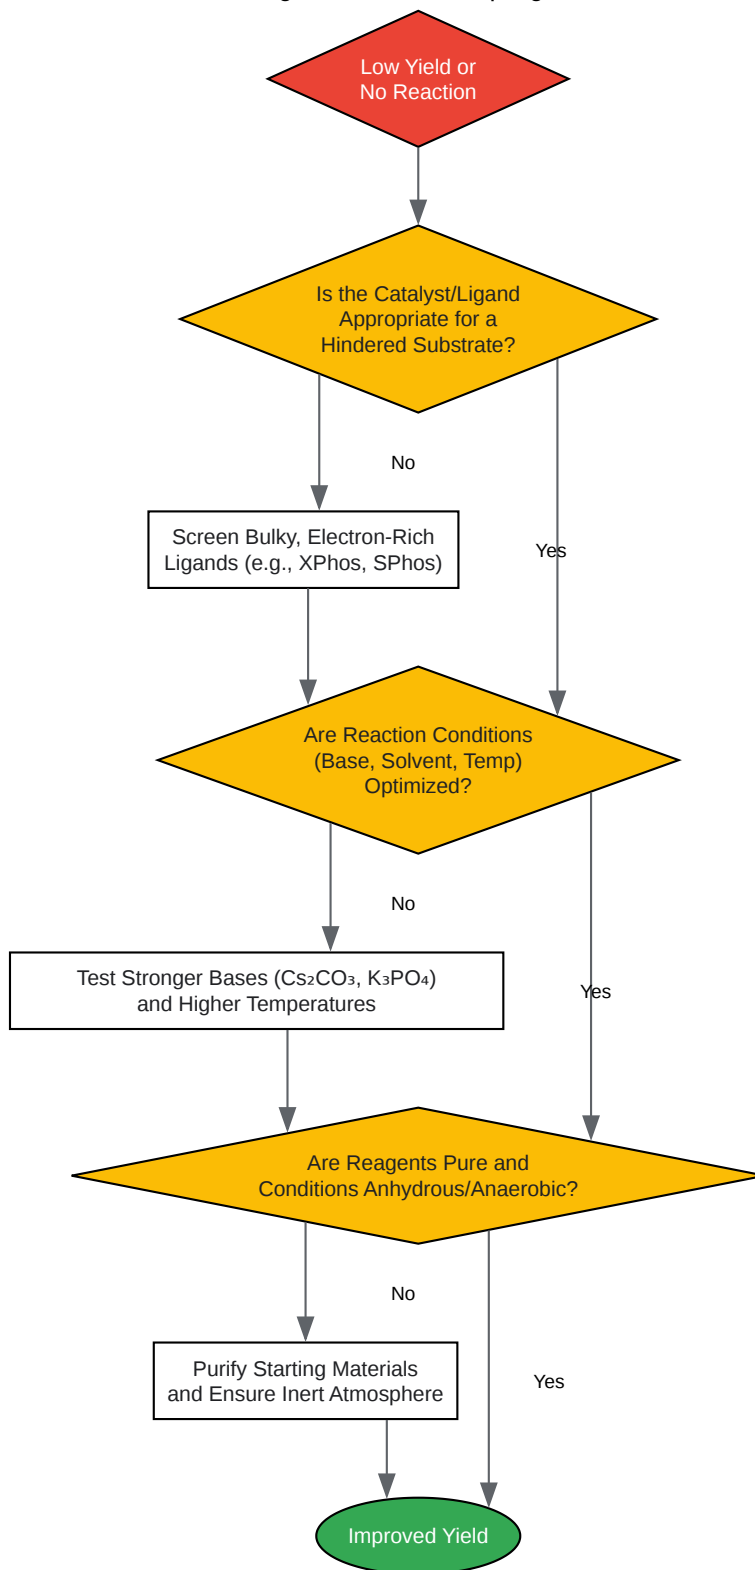 Low Yield or
No Reaction
Is the Catalyst/Ligand
Appropriate for a
Hindered Substrate?
No
Screen Bulky, Electron-Rich
Ligands (e.g., XPhos, SPhos)
Yes
Are Reaction Conditions
(Base, Solvent, Temp)
Optimized?
No
Test Stronger Bases (Cs₂CO₃, K₃PO₄)
and Higher Temperatures
Yes
Are Reagents Pure and
Conditions Anhydrous/Anaerobic?
No
Purify Starting Materials
and Ensure Inert Atmosphere
Yes
Improved Yield